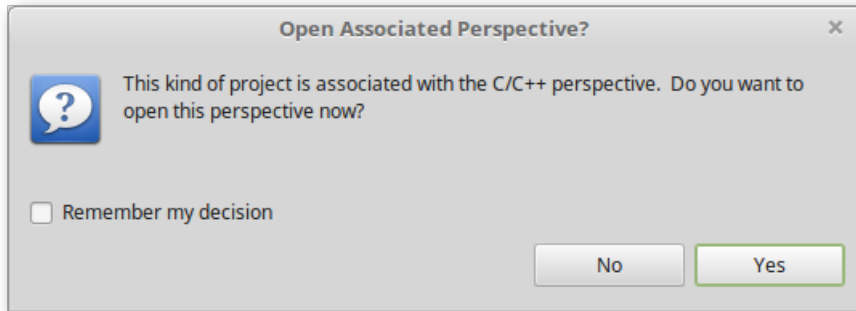 Open Associated Perspective?
This kind of project is associated with the C/C++ perspective.  Do you want to
open this perspective now?
Remember my decision
No
Yes